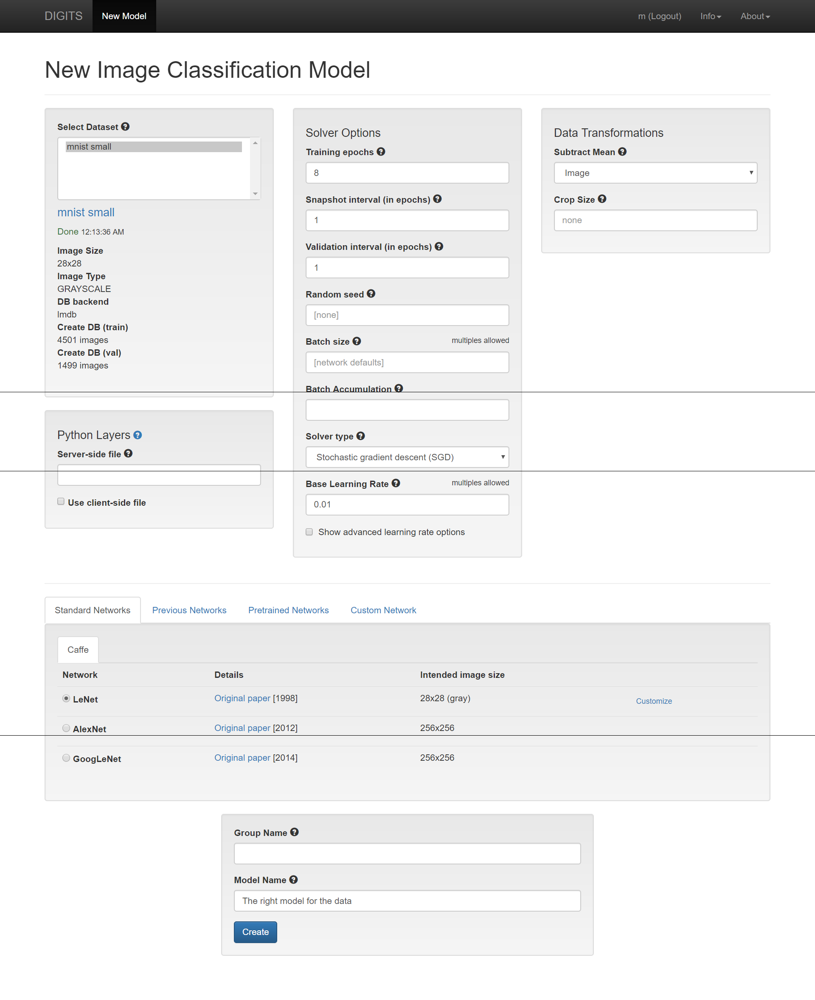 DIGITS
New Model
m (Logout)
Info
About
New Image Classification Model
Select Dataset
mnist small
mnist small
Done 12:13:36 AM
Image Size
28x28
Image Type
GRAYSCALE
DB backend
lmdb
Create DB (train)
4501 images
Create DB (val)
1499 images
Python Layers
Server-side file
Use client-side file
Solver Options
Training epochs
8
Snapshot interval (in epochs)
1
Validation interval (in epochs)
1
Random seed
[none]
Batch size
multiples allowed
[network defaults]
Batch Accumulation
Solver type
Stochastic gradient descent (SGD)
Base Learning Rate
multiples allowed
0.01
Show advanced learning rate options
Data Transformations
Subtract Mean
Image
Crop Size
none
Standard Networks
Previous Networks
Pretrained Networks
Custom Network
Caffe
Network Details Intended image size
LeNet Original paper [1998] 28x28 (gray) Customize
AlexNet Original paper [2012] 256x256
GoogLeNet Original paper [2014] 256x256
Group Name
Model Name
The right model for the data
Create